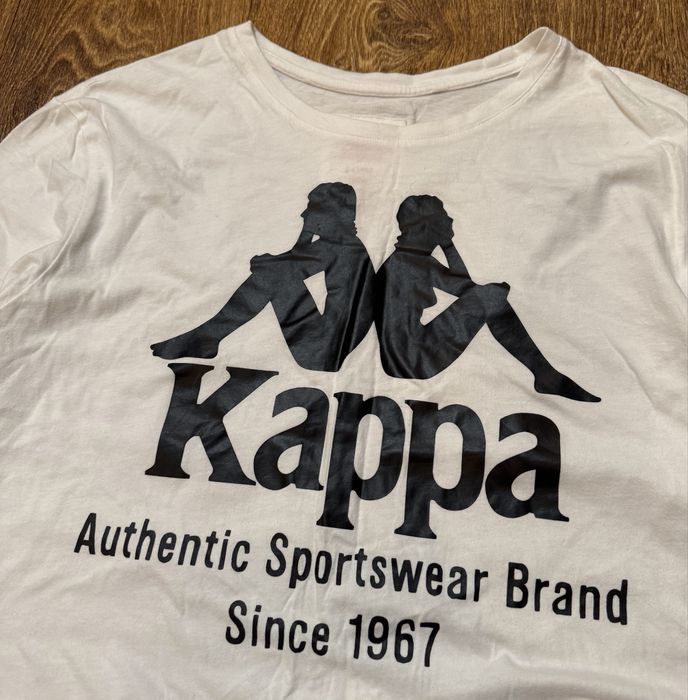 Kappa
Authentic Sportswear Brand
Since 1967